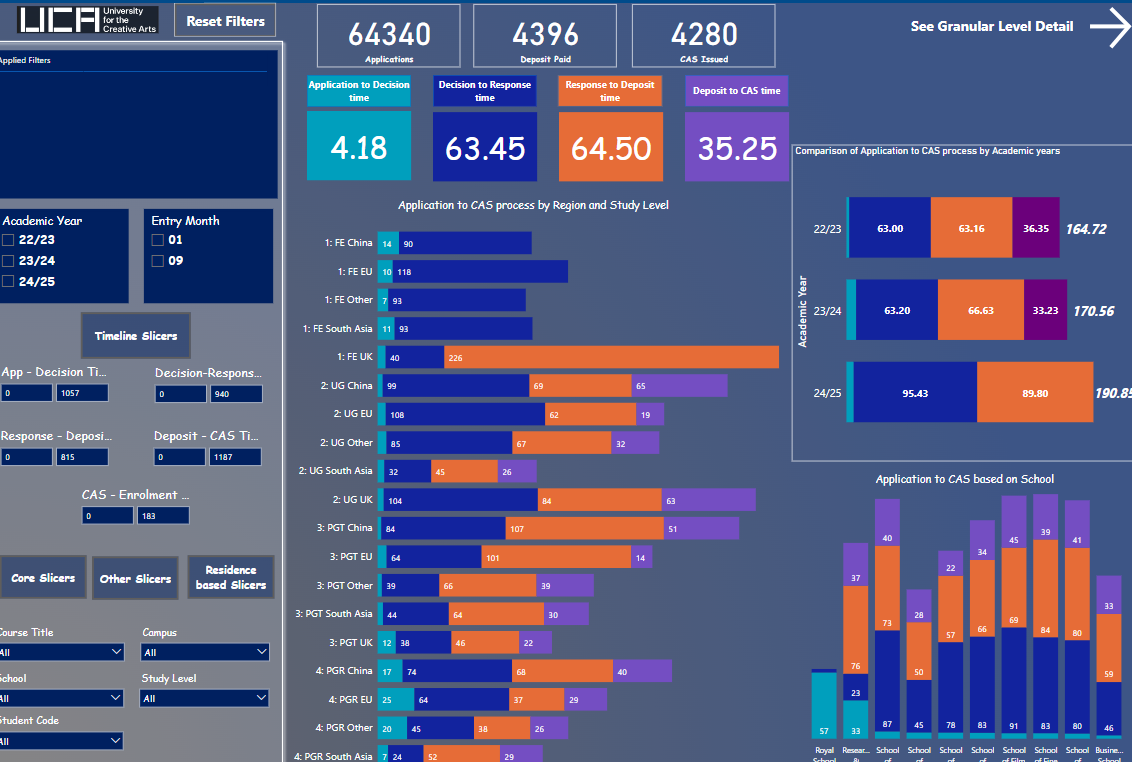 UCA
University
for the
Creative Arts
Reset Filters
64340
Applications
4396
Deposit Paid
4280
CAS Issued
See Granular Level Detail
Applied Filters
Application to Decision
time
4.18
Decision to Response
time
63.45
Response to Deposit
time
64.50
Deposit to CAS time
35.25
Academic Year
22/23
23/24
24/25
Entry Month
01
09
Timeline Slicers
App - Decision Ti...
0 1057
Decision-Respons...
0 940
Response - Deposi...
0 815
Deposit - CAS Ti...
0 1187
CAS - Enrolment ...
0 183
Core Slicers
Other Slicers
Residence
based Slicers
Course Title
All
Campus
All
School
All
Study Level
All
Student Code
All
Application to CAS process by Region and Study Level
1: FE China 14 90
1: FE EU 10 118
1: FE Other 7 93
1: FE South Asia 11 93
1: FE UK 40 226
2: UG China 99 69 65
2: UG EU 108 62 19
2: UG Other 85 67 32
2: UG South Asia 32 45 26
2: UG UK 104 84 63
3: PGT China 84 107 51
3: PGT EU 64 101 14
3: PGT Other 39 66 39
3: PGT South Asia 44 64 30
3: PGT UK 12 38 46 22
4: PGR China 17 74 68 40
4: PGR EU 25 64 37 29
4: PGR Other 20 45 38 26
4: PGR South Asia 7 24 52 29
Comparison of Application to CAS process by Academic years
Academic Year
22/23 63.00 63.16 36.35 164.72
23/24 63.20 66.63 33.23 170.56
24/25 95.43 89.80 190.85
Application to CAS based on School
57
37 76 23 33
40 73 87
28 50 45
22 57 78
34 66 83
45 69 91
39 84 83
41 80 80
33 59 46
Royal
School
Resear...
&
School
of
School
of
School
of
School
of
School
of Film
School
of Fine
School
of
Busine...
School